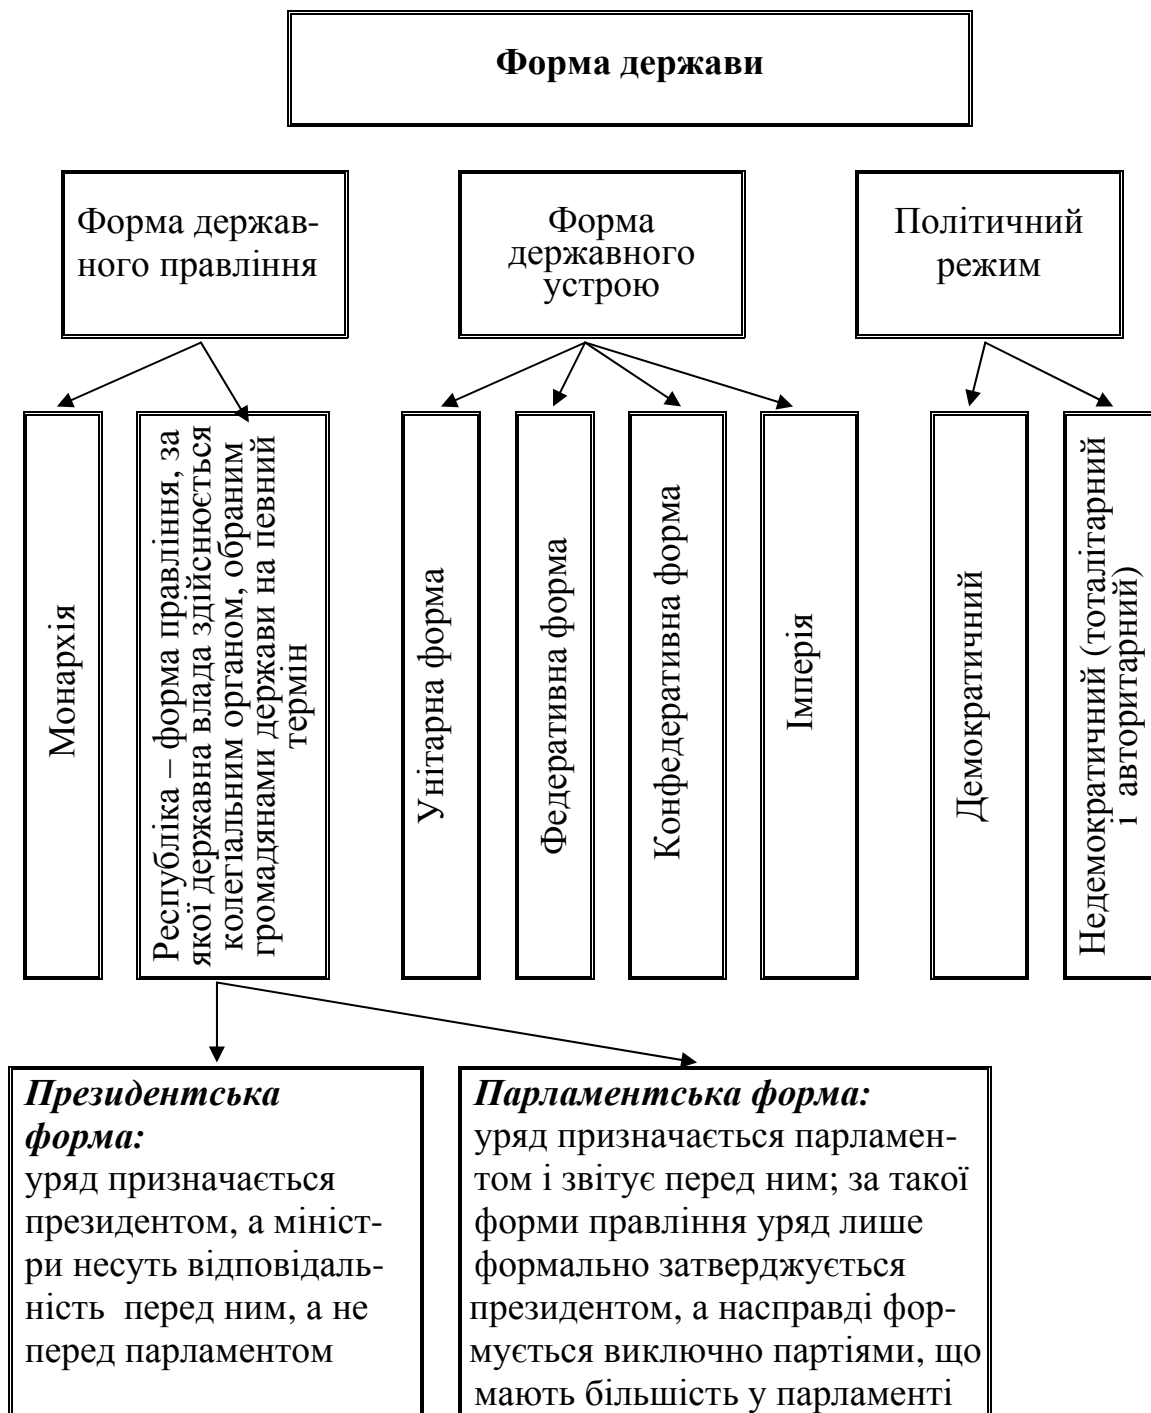 Форма держави
Форма держав-
ного правління
Форма
державного
устрою
Політичний
режим
Монархія
Республіка – форма правління, за
якої державна влада здійснюється
колегіальним органом, обраним
громадянами держави на певний
термін
Унітарна форма
Федеративна форма
Конфедеративна форма
Імперія
Демократичний
Недемократичний (тоталітарний
і авторитарний)
Президентська
форма:
уряд призначається
президентом, а мініст-
ри несуть відповідаль-
ність перед ним, а не
перед парламентом
Парламентська форма:
уряд призначається парламен-
том і звітує перед ним; за такої
форми правління уряд лише
формально затверджується
президентом, а насправді фор-
мується виключно партіями, що
мають більшість у парламенті